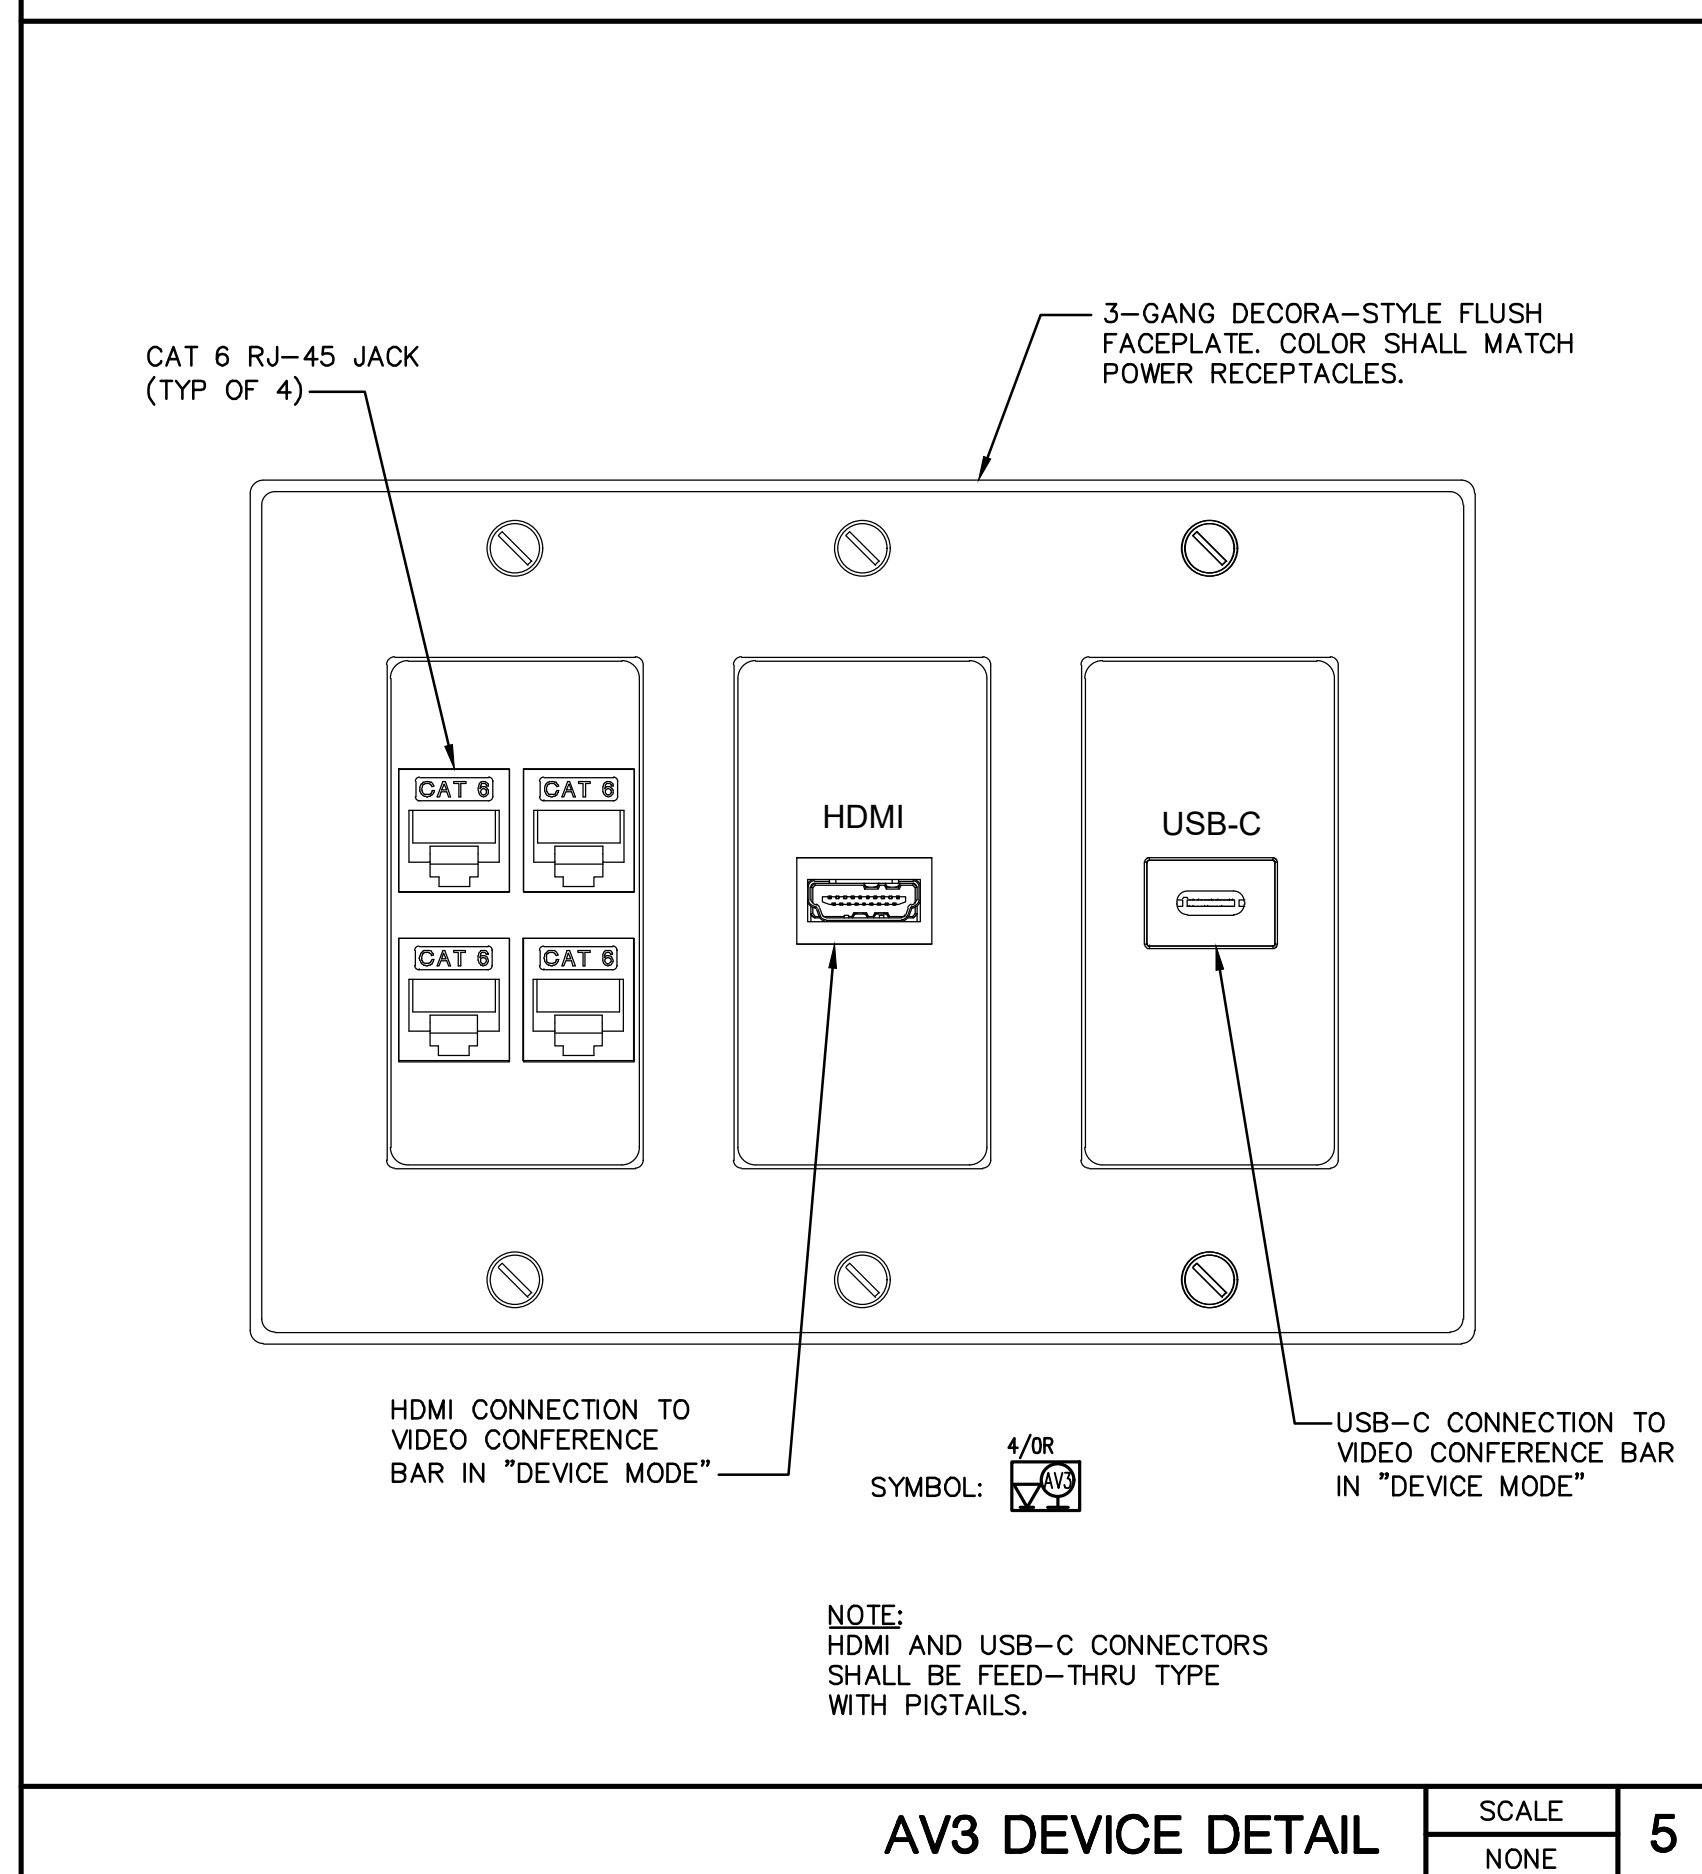 3-GANG DECORA-STYLE FLUSH
FACEPLATE. COLOR SHALL MATCH
POWER RECEPTACLES.
CAT 6 RJ-45 JACK
(TYP OF 4)
CAT 6
CAT 6
HDMI
USB-C
CAT 6
CAT 6
HDMI CONNECTION TO
VIDEO CONFERENCE
BAR IN "DEVICE MODE"
USB-C CONNECTION TO
VIDEO CONFERENCE BAR
IN "DEVICE MODE"
4/0R
SYMBOL:
AV3
NOTE:
HDMI AND USB-C CONNECTORS
SHALL BE FEED-THRU TYPE
WITH PIGTAILS.
AV3 DEVICE DETAIL
SCALE
NONE
5